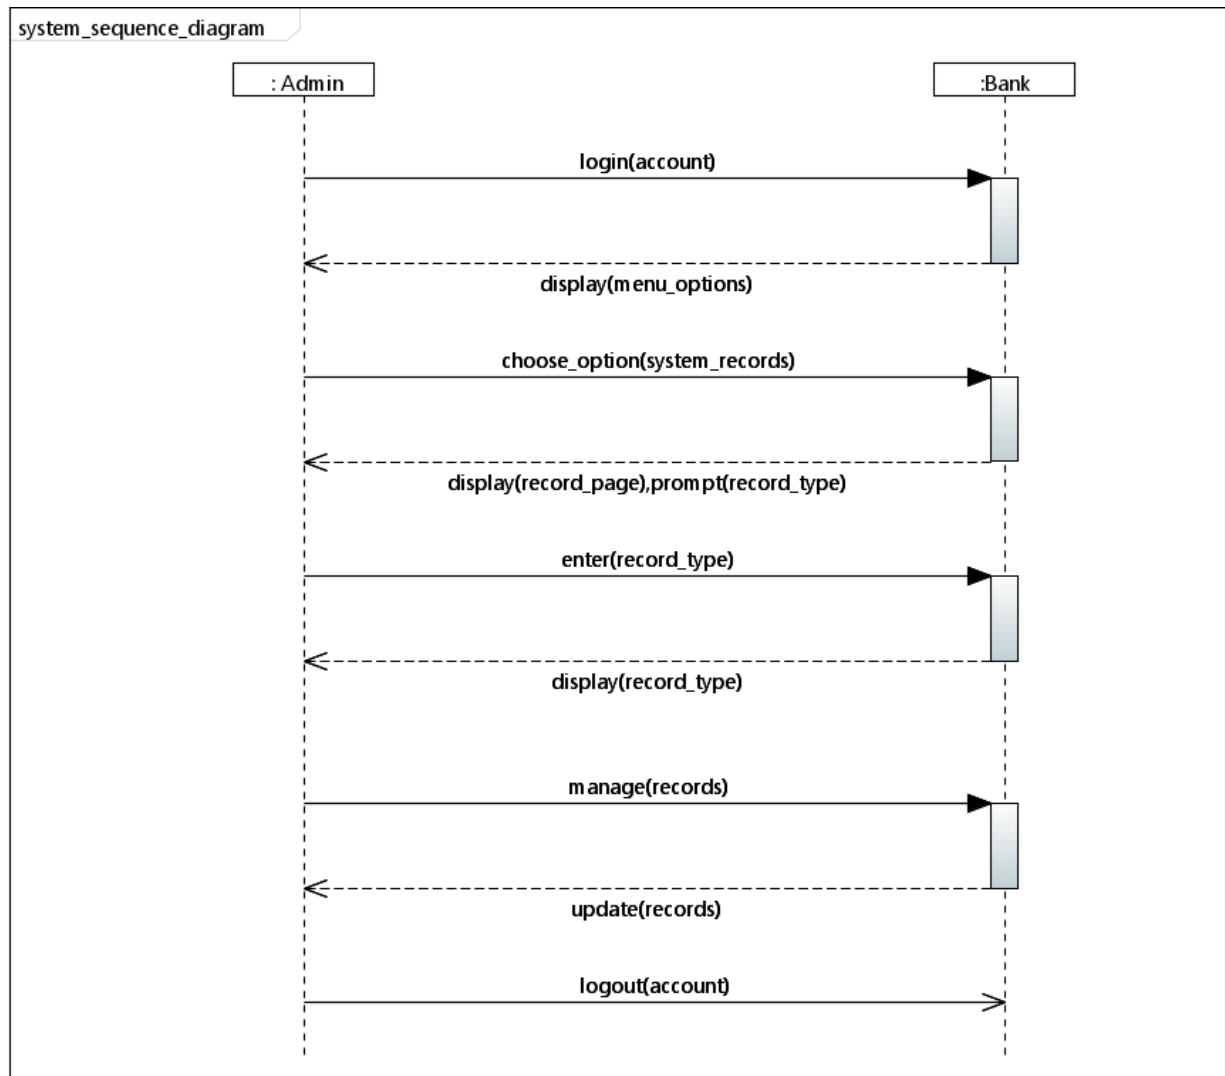 system_sequence_diagram
: Admin
:Bank
login(account)
display(menu_options)
choose_option(system_records)
display(record_page),prompt(record_type)
enter(record_type)
display(record_type)
manage(records)
update(records)
logout(account)